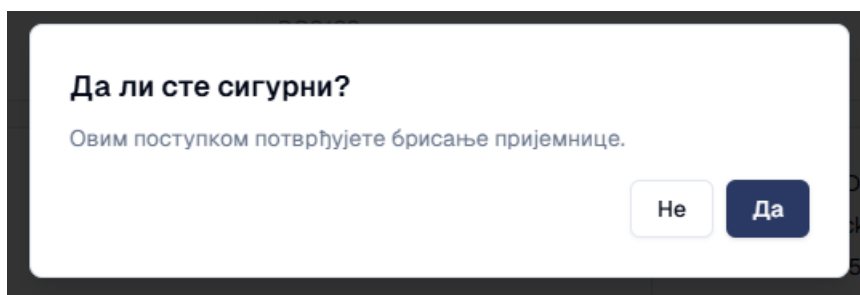 Да ли сте сигурни?
Овим поступком потврђујете брисање пријемнице.
Не
Да